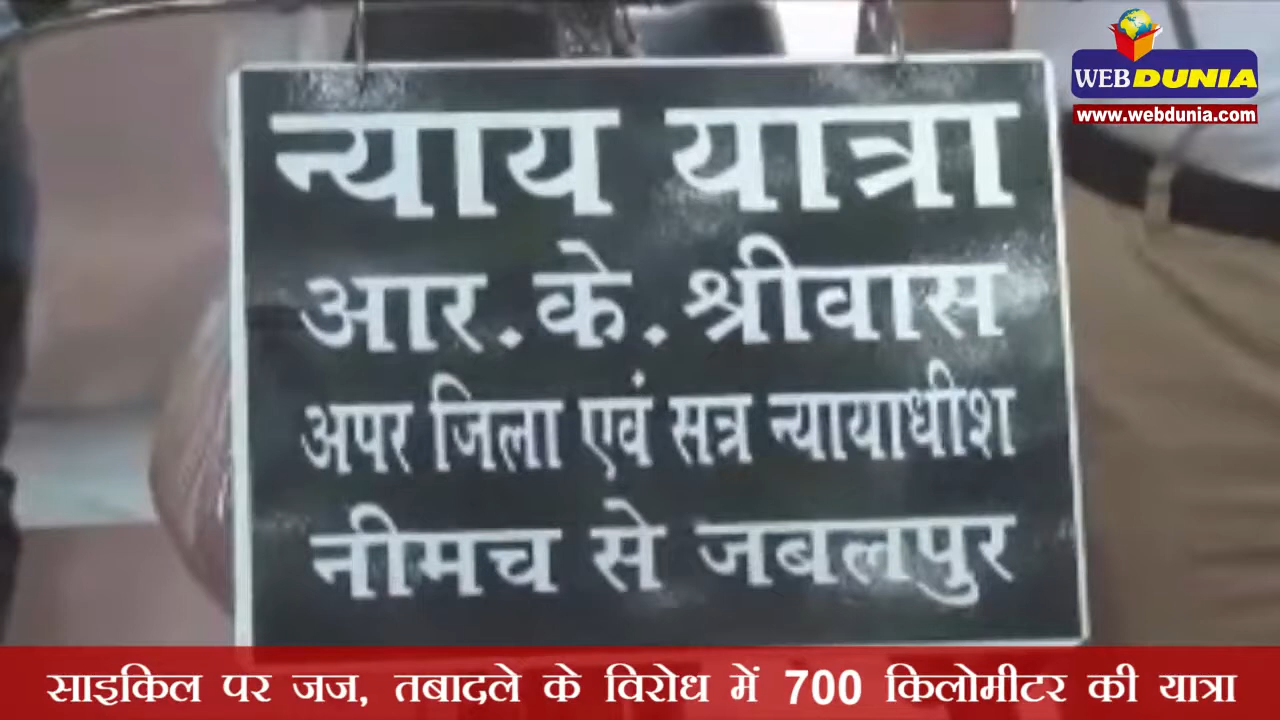 WEBDUNIA
www.webdunia.com
न्याय यात्रा
आर.के.श्रीवास
अपर जिला एवं सत्र न्यायाधीश
नीमच से जबलपुर
साइकिल पर जज, तबादले के विरोध में 700 किलोमीटर की यात्रा